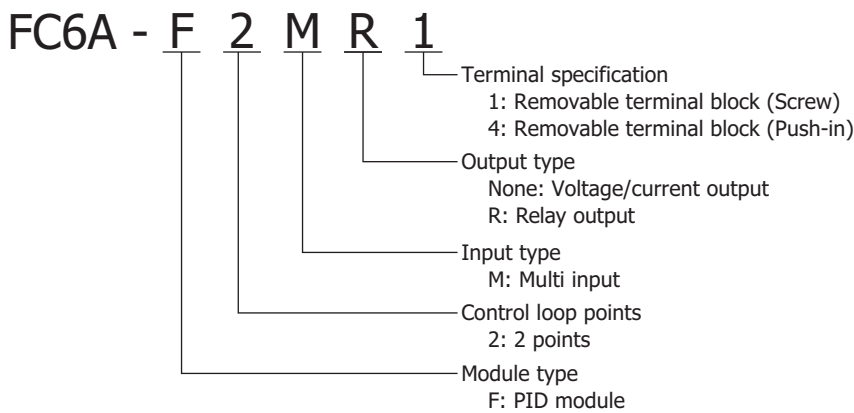 FC6A - F 2 M R 1
Terminal specification
1: Removable terminal block (Screw)
4: Removable terminal block (Push-in)
Output type
None: Voltage/current output
R: Relay output
Input type
M: Multi input
Control loop points
2: 2 points
Module type
F: PID module